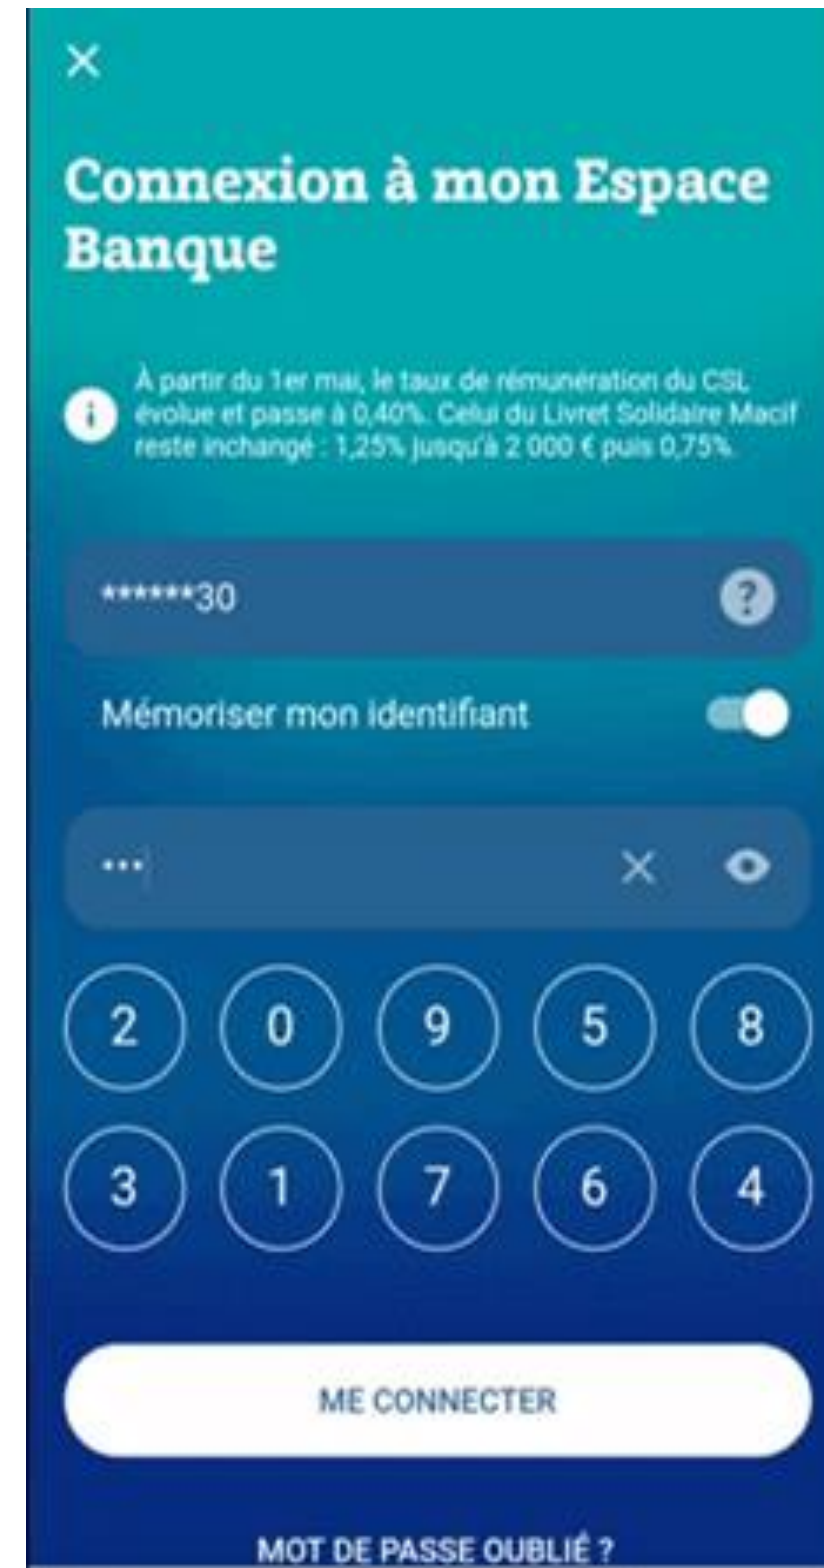 Connexion à mon Espace
Banque
À partir du 1er mai, le taux de rémunération du CSL
évolue et passe à 0,40%. Celui du Livret Solidaire Macif
reste inchangé : 1,25% jusqu'à 2 000 € puis 0,75%.
******30
Mémoriser mon identifiant
•••
2 0 9 5 8
3 1 7 6 4
ME CONNECTER
MOT DE PASSE OUBLIÉ ?